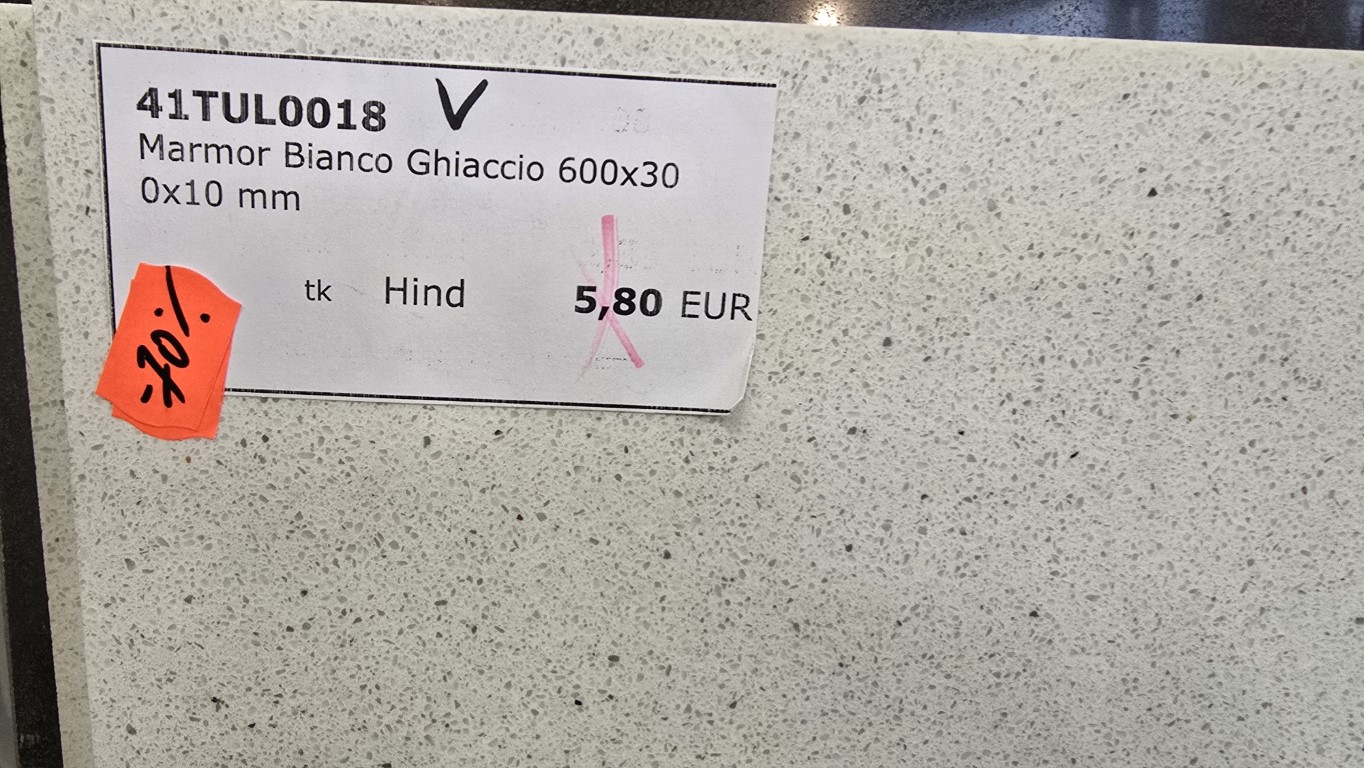 41TUL0018 V
Marmor Bianco Ghiaccio 600x30
0x10 mm
tk Hind 5,80 EUR
-70%